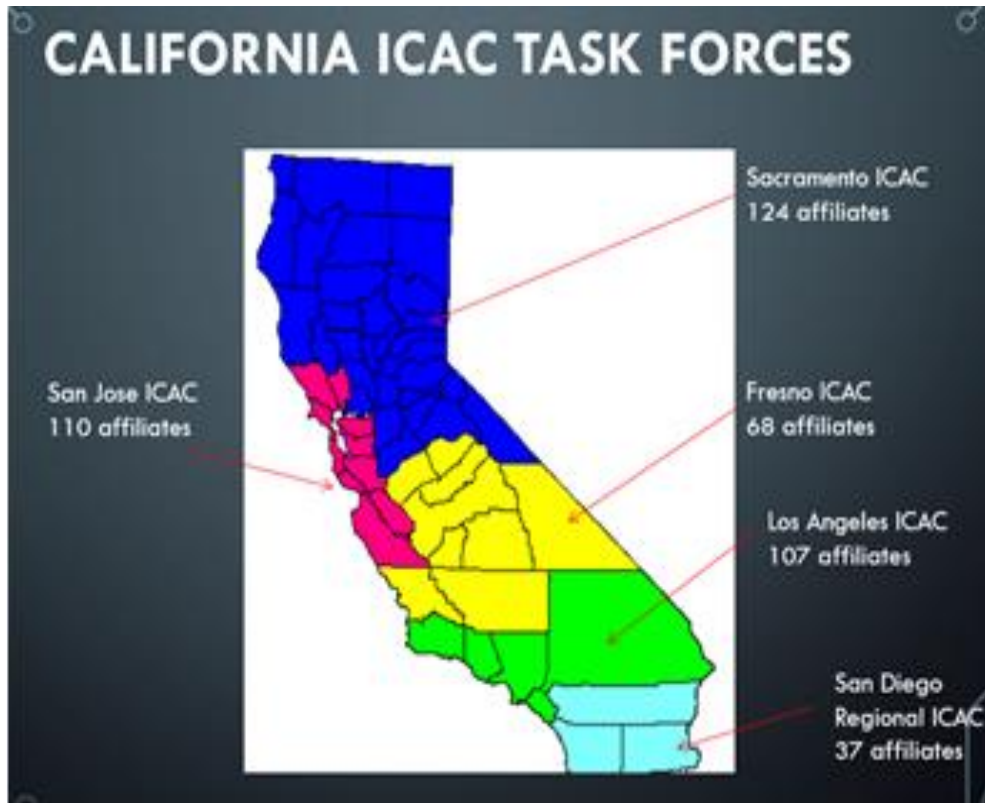 CALIFORNIA ICAC TASK FORCES
Sacramento ICAC
124 affiliates
San Jose ICAC
110 affiliates
Fresno ICAC
68 affiliates
Los Angeles ICAC
107 affiliates
San Diego
Regional ICAC
37 affiliates